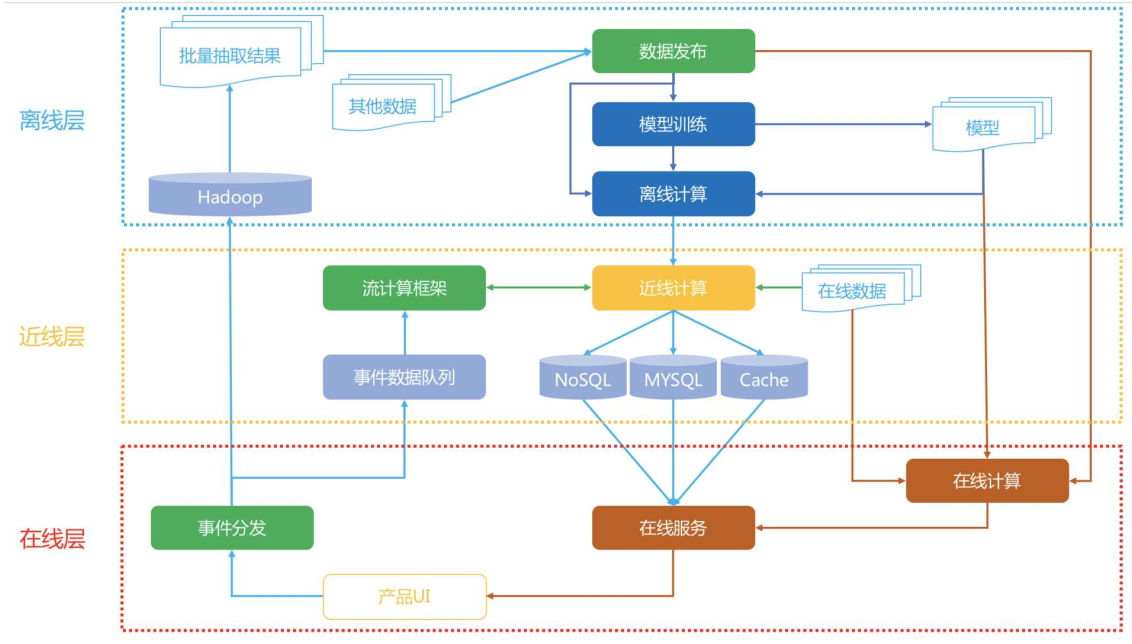 离线层
批量抽取结果
其他数据
数据发布
模型训练
模型
离线计算
Hadoop
近线层
流计算框架
近线计算
在线数据
事件数据队列
NoSQL
MYSQL
Cache
在线层
在线计算
事件分发
在线服务
产品UI